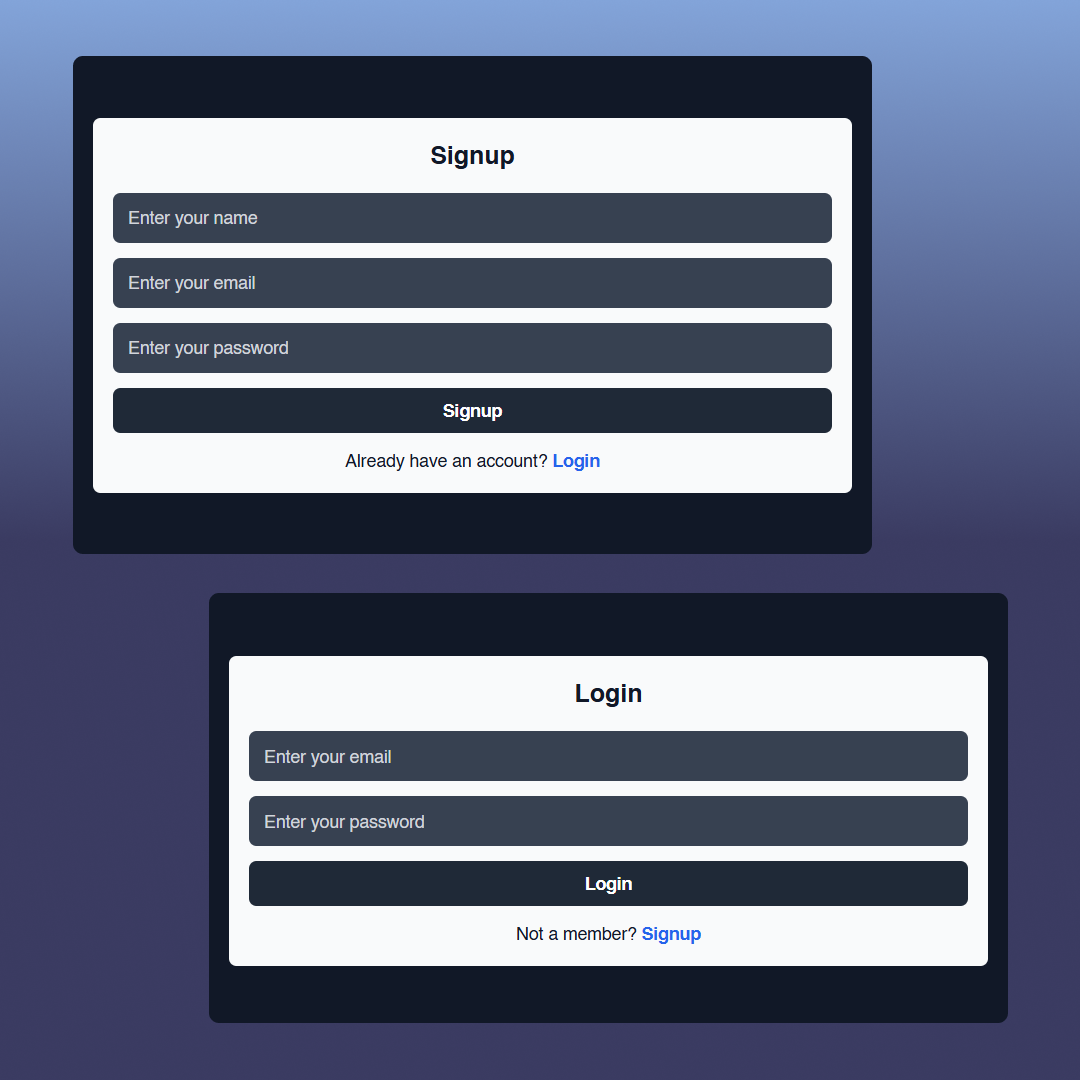 Signup
Enter your name
Enter your email
Enter your password
Signup
Already have an account? Login
Login
Enter your email
Enter your password
Login
Not a member? Signup